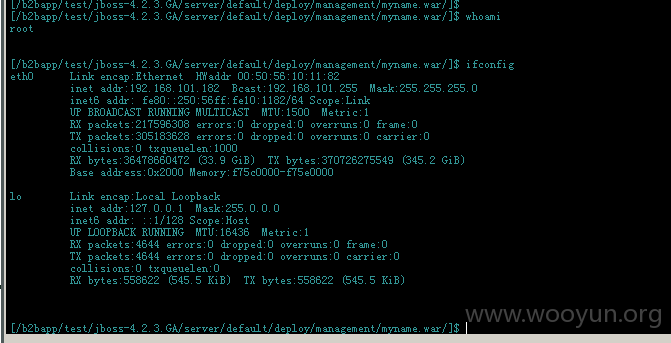 [/b2bapp/test/jboss-4.2.3.GA/server/default/deploy/management/myname.war/]$
[/b2bapp/test/jboss-4.2.3.GA/server/default/deploy/management/myname.war/]$ whoami
root
[/b2bapp/test/jboss-4.2.3.GA/server/default/deploy/management/myname.war/]$ ifconfig
eth0 Link encap:Ethernet HWaddr 00:50:56:10:11:82
inet addr:192.168.101.182 Bcast:192.168.101.255 Mask:255.255.255.0
inet6 addr: fe80::250:56ff:fe10:1182/64 Scope:Link
UP BROADCAST RUNNING MULTICAST MTU:1500 Metric:1
RX packets:217596308 errors:0 dropped:0 overruns:0 frame:0
TX packets:305183628 errors:0 dropped:0 overruns:0 carrier:0
collisions:0 txqueuelen:1000
RX bytes:36478660472 (33.9 GiB) TX bytes:370726275549 (345.2 GiB)
Base address:0x2000 Memory:f75c0000-f75e0000
lo Link encap:Local Loopback
inet addr:127.0.0.1 Mask:255.0.0.0
inet6 addr: ::1/128 Scope:Host
UP LOOPBACK RUNNING MTU:16436 Metric:1
RX packets:4644 errors:0 dropped:0 overruns:0 frame:0
TX packets:4644 errors:0 dropped:0 overruns:0 carrier:0
collisions:0 txqueuelen:0
RX bytes:558622 (545.5 KiB) TX bytes:558622 (545.5 KiB)
[/b2bapp/test/jboss-4.2.3.GA/server/default/deploy/management/myname.war/]$
www.wooyun.org